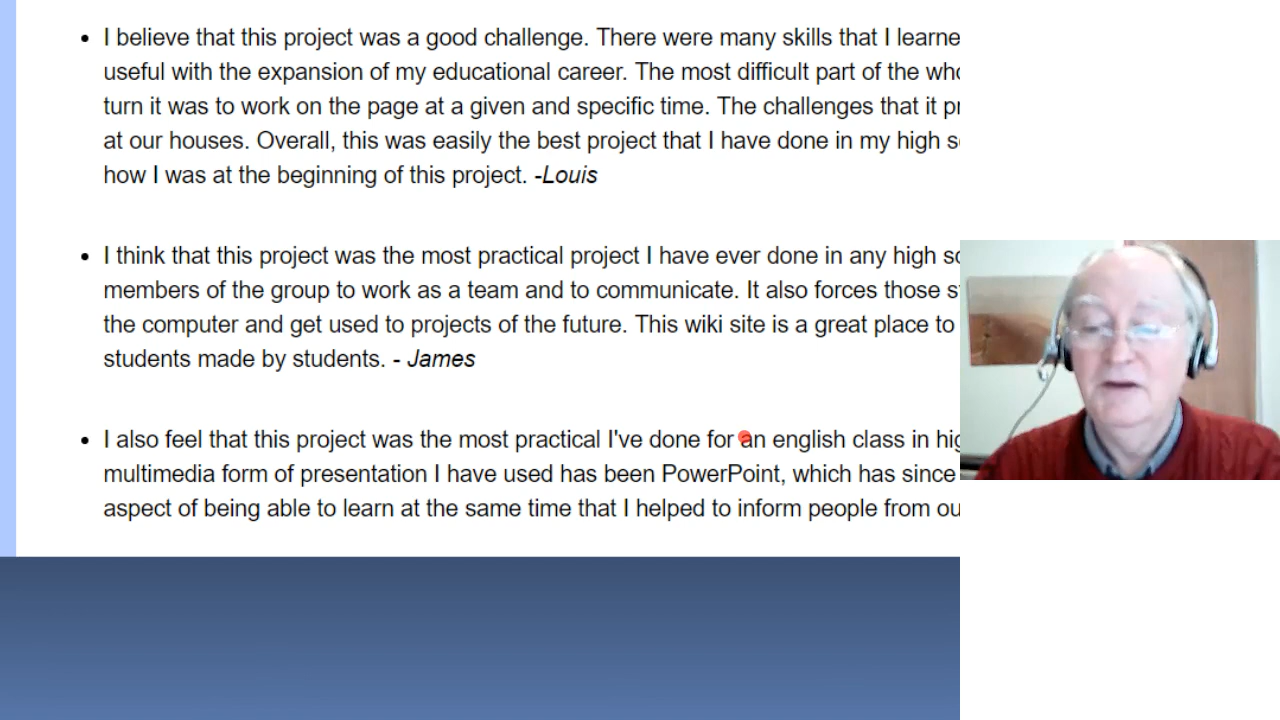 I believe that this project was a good challenge. There were many skills that I learne
useful with the expansion of my educational career. The most difficult part of the
turn it was to work on the page at a given and specific time. The challenges that it
at our houses. Overall, this was easily the best project that I have done in my high
how I was at the beginning of this project. -Louis
I think that this project was the most practical project I have ever done in any high
members of the group to work as a team and to communicate. It also forces those
the computer and get used to projects of the future. This wiki site is a great place to
students made by students. - James
I also feel that this project was the most practical I've done for an english class in
multimedia form of presentation I have used has been PowerPoint, which has since
aspect of being able to learn at the same time that I helped to inform people from